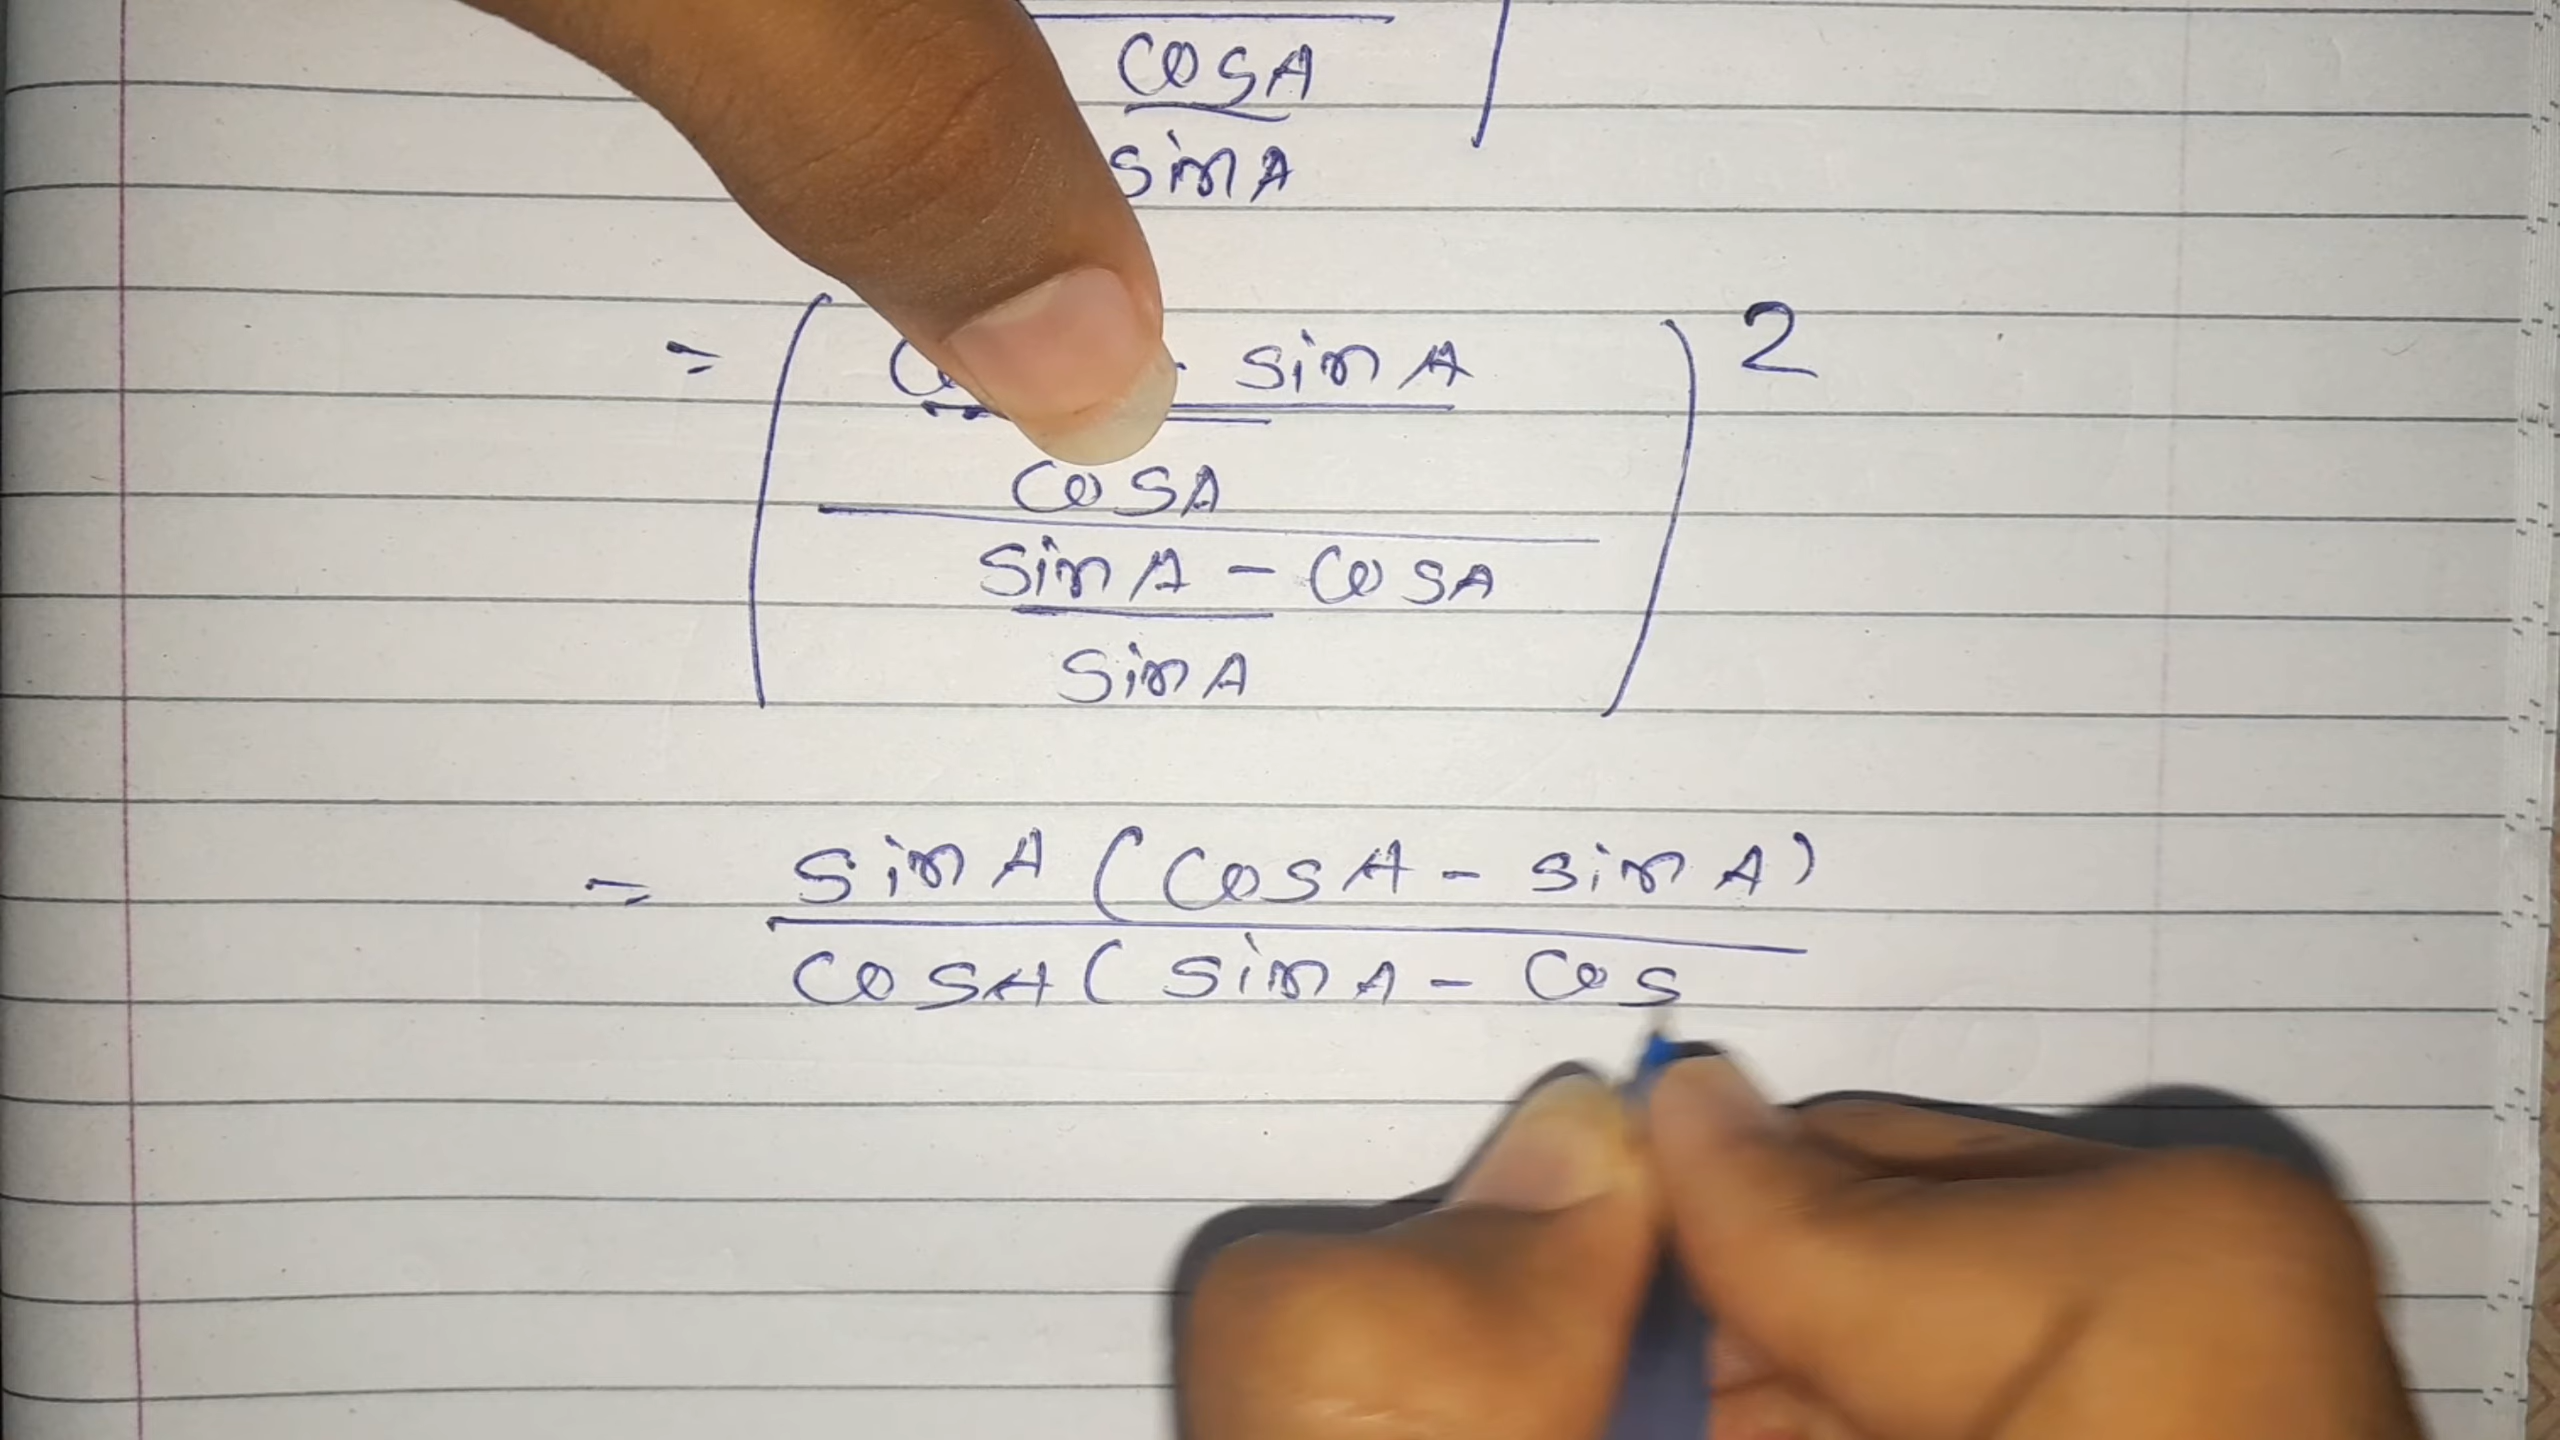 cosA
sinA
= ( - sinA ) 2
cosA
sinA - cosA
sinA
= sinA (cosA - sinA)
cosA ( sinA - cos